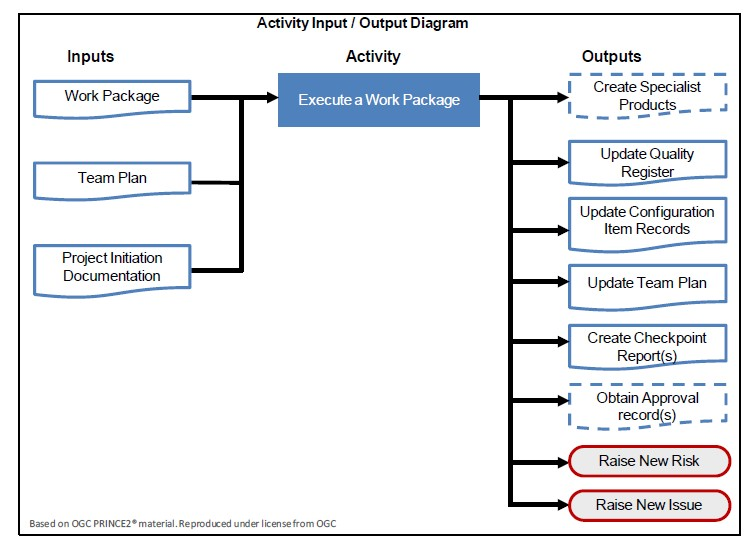 Activity Input / Output Diagram
Inputs
Activity
Outputs
Work Package
Team Plan
Project Initiation
Documentation
Execute a Work Package
Create Specialist
Products
Update Quality
Register
Update Configuration
Item Records
Update Team Plan
Create Checkpoint
Report(s)
Obtain Approval
record(s)
Raise New Risk
Raise New Issue
Based on OGC PRINCE2® material. Reproduced under license from OGC